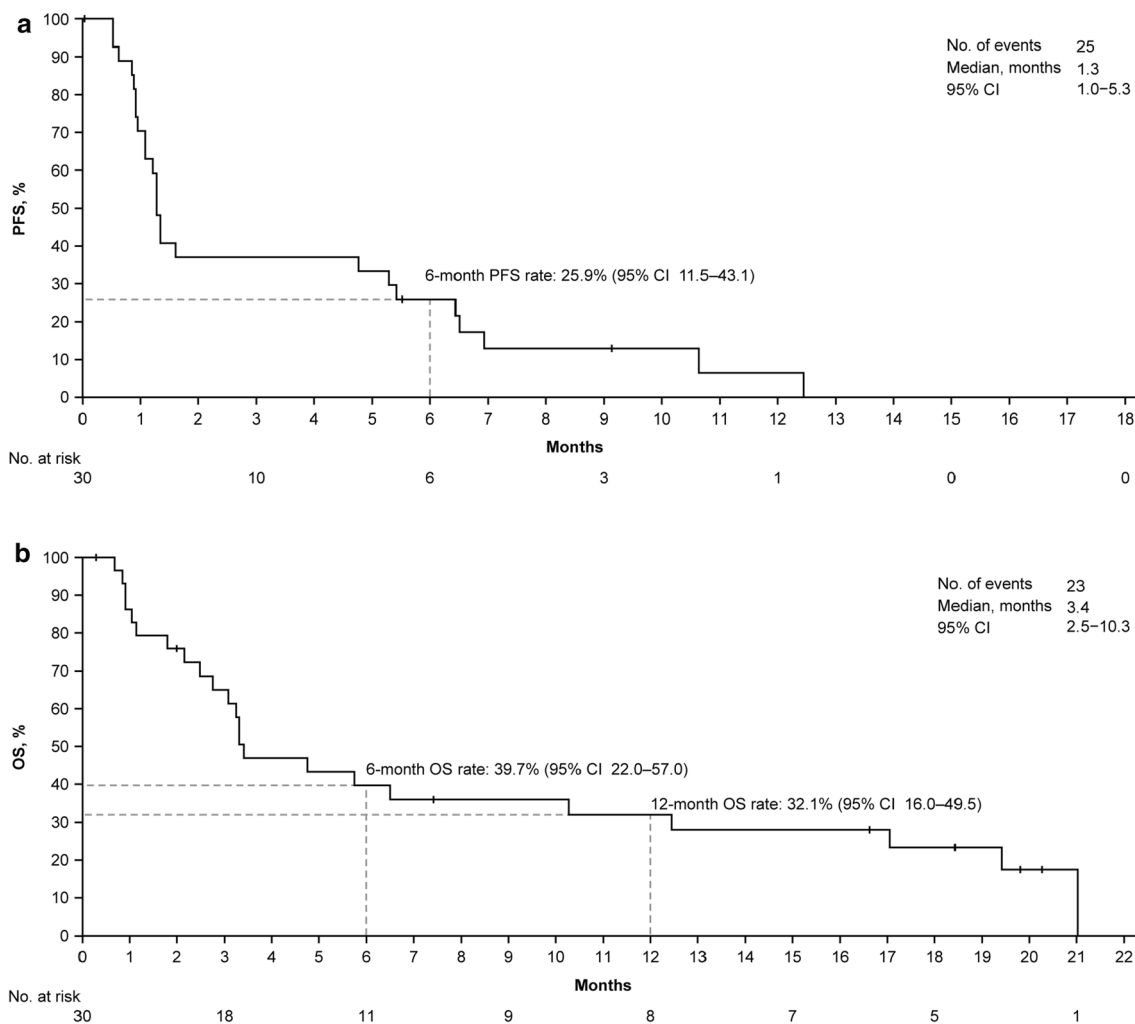 a
No. of events 25
Median, months 1.3
95% CI 1.0–5.3
PFS, %
100
90
80
70
60
50
40
30
20
10
0
6-month PFS rate: 25.9% (95% CI 11.5–43.1)
0 1 2 3 4 5 6 7 8 9 10 11 12 13 14 15 16 17 18
Months
No. at risk
30 10 6 3 1 0 0
b
No. of events 23
Median, months 3.4
95% CI 2.5–10.3
OS, %
100
90
80
70
60
50
40
30
20
10
0
6-month OS rate: 39.7% (95% CI 22.0–57.0)
12-month OS rate: 32.1% (95% CI 16.0–49.5)
0 1 2 3 4 5 6 7 8 9 10 11 12 13 14 15 16 17 18 19 20 21 22
Months
No. at risk
30 18 11 9 8 7 5 1